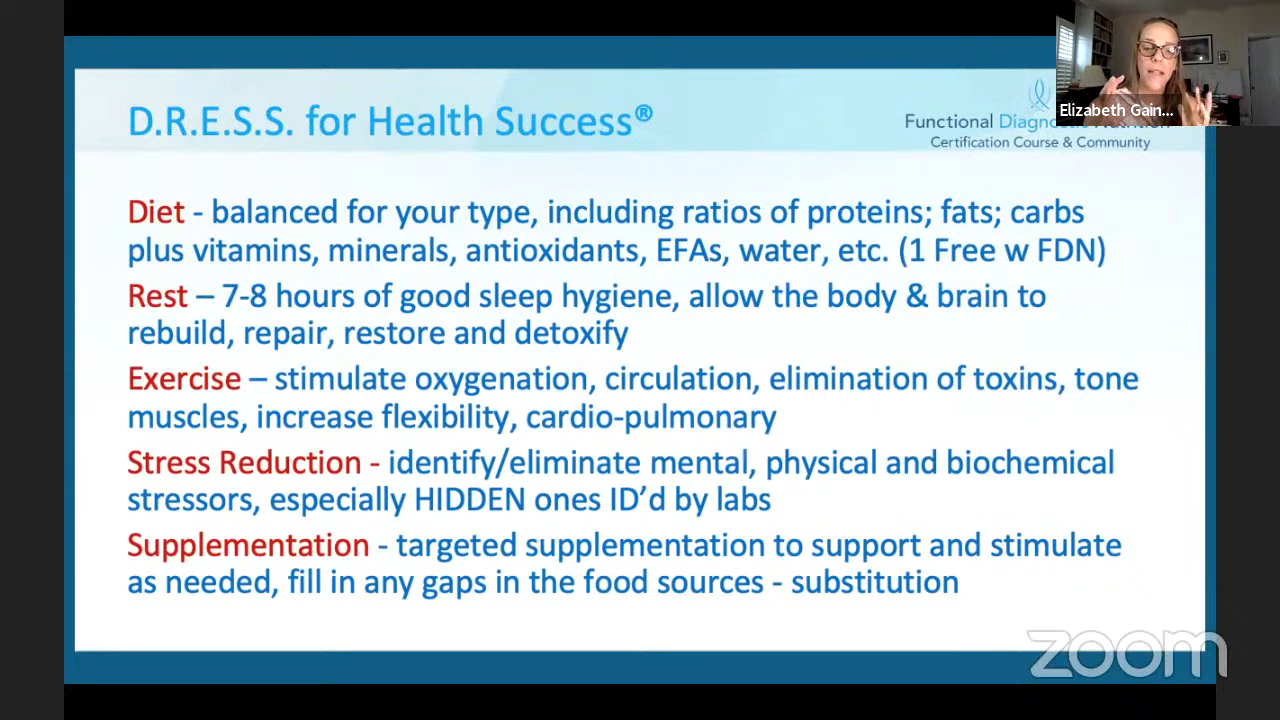 D.R.E.S.S. for Health Success®
Elizabeth Gain...
Functional Diagnostic Nutrition
Certification Course & Community
Diet - balanced for your type, including ratios of proteins; fats; carbs
plus vitamins, minerals, antioxidants, EFAs, water, etc. (1 Free w FDN)
Rest – 7-8 hours of good sleep hygiene, allow the body & brain to
rebuild, repair, restore and detoxify
Exercise – stimulate oxygenation, circulation, elimination of toxins, tone
muscles, increase flexibility, cardio-pulmonary
Stress Reduction - identify/eliminate mental, physical and biochemical
stressors, especially HIDDEN ones ID’d by labs
Supplementation - targeted supplementation to support and stimulate
as needed, fill in any gaps in the food sources - substitution
zoom